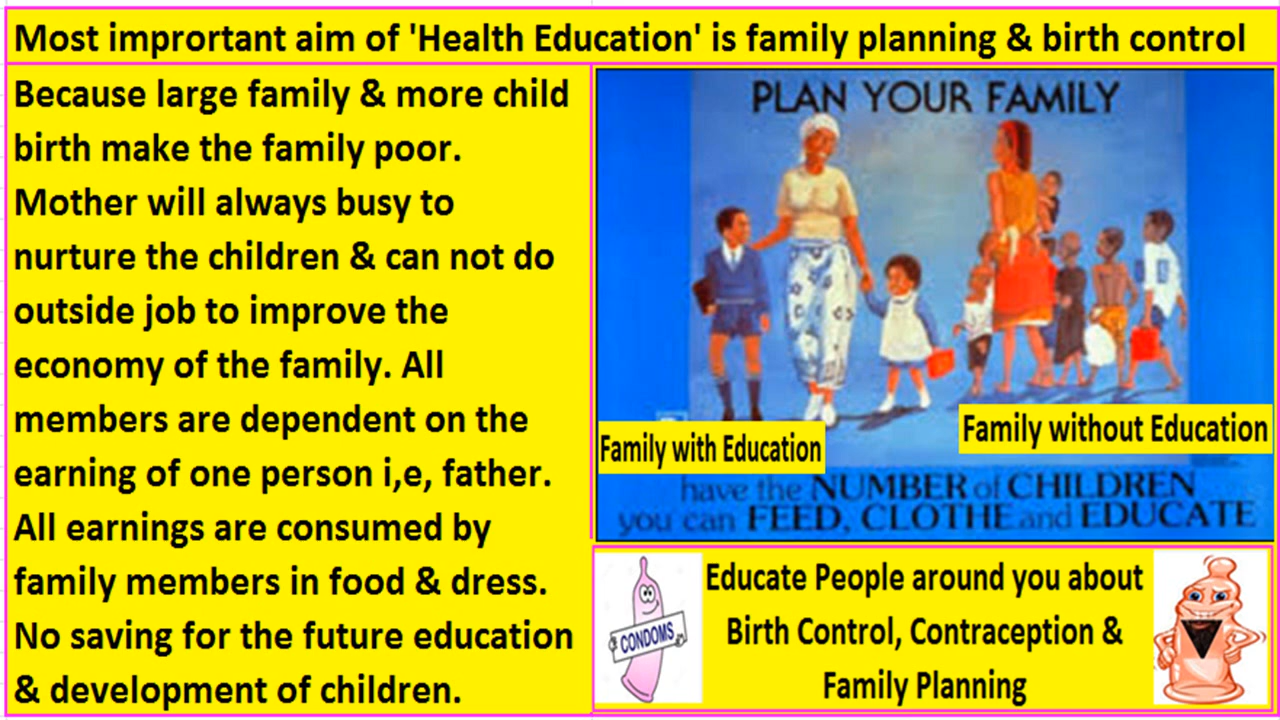 Most imprortant aim of 'Health Education' is family planning & birth control
Because large family & more child
birth make the family poor.
Mother will always busy to
nurture the children & can not do
outside job to improve the
economy of the family. All
members are dependent on the
earning of one person i,e, father.
All earnings are consumed by
family members in food & dress.
No saving for the future education
& development of children.
PLAN YOUR FAMILY
Family with Education
Family without Education
have the NUMBER of CHILDREN
you can FEED, CLOTHE and EDUCATE
CONDOMS
Educate People around you about
Birth Control, Contraception &
Family Planning